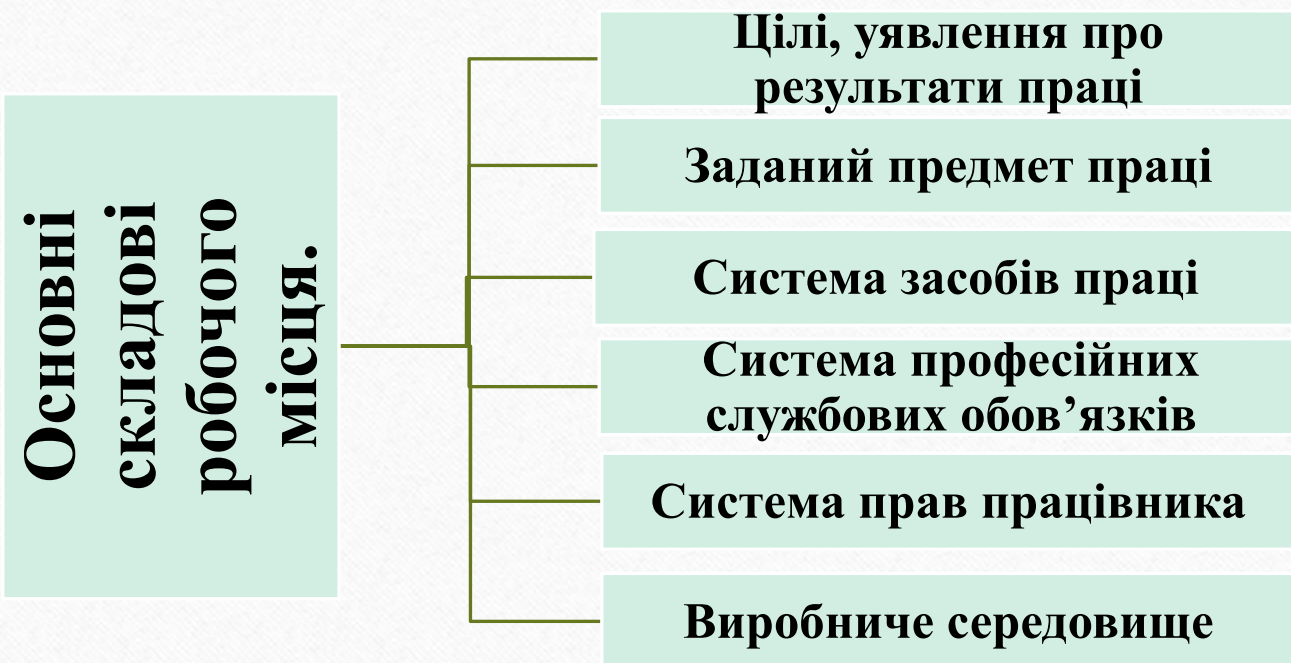 Основні
складові
робочого
місця.
Цілі, уявлення про
результати праці
Заданий предмет праці
Система засобів праці
Система професійних
службових обов’язків
Система прав працівника
Виробниче середовище